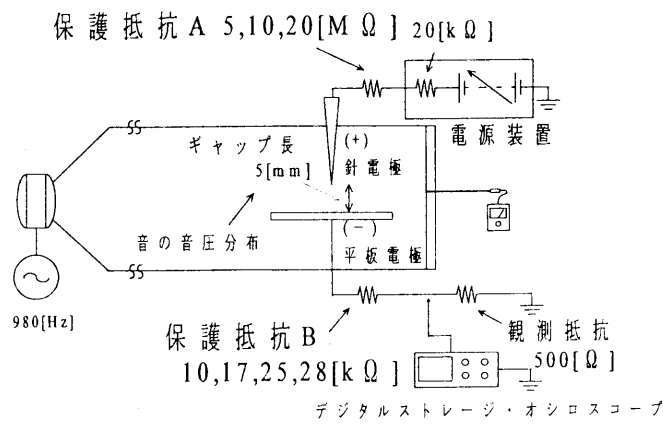 保護抵抗A 5,10,20[MΩ]
20[kΩ]
電源装置
ギャップ長
5[mm]
(+)
針電極
(−)
平板電極
音の音圧分布
980[Hz]
保護抵抗B
10,17,25,28[kΩ]
観測抵抗
500[Ω]
デジタルストレージ・オシロスコープ